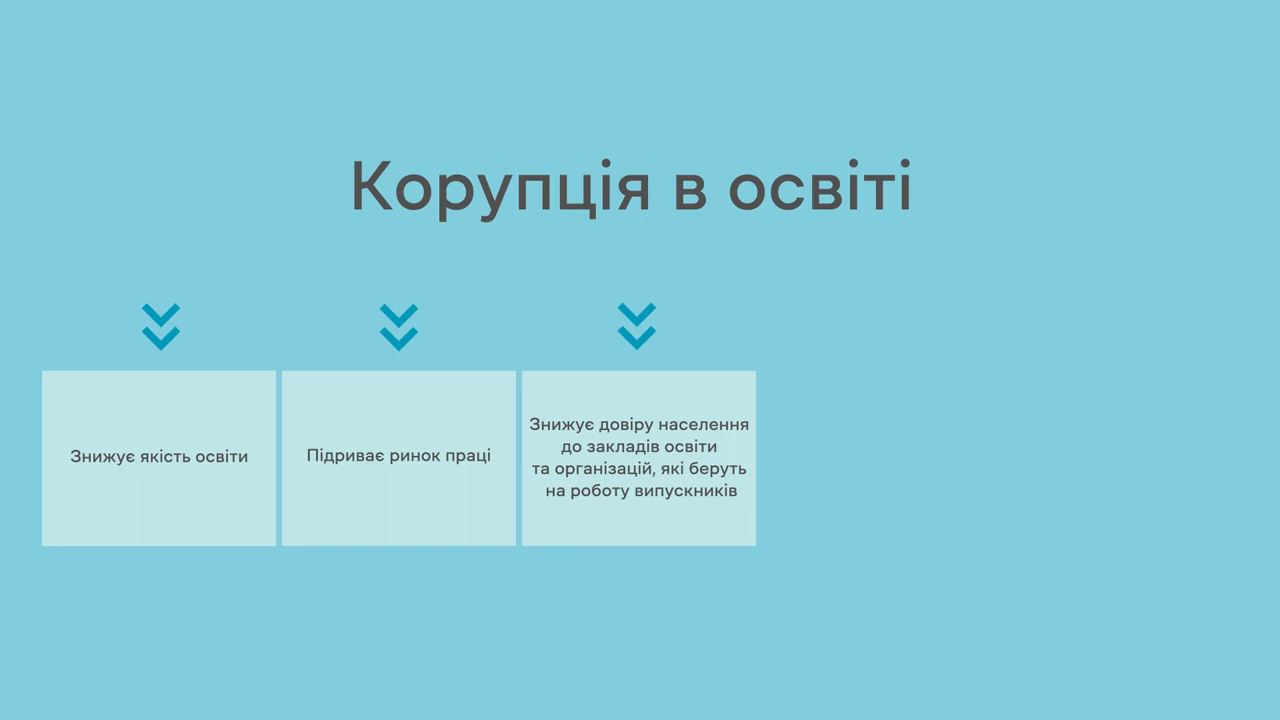 Корупція в освіті
Знижує якість освіти
Підриває ринок праці
Знижує довіру населення
до закладів освіти
та організацій, які беруть
на роботу випускників